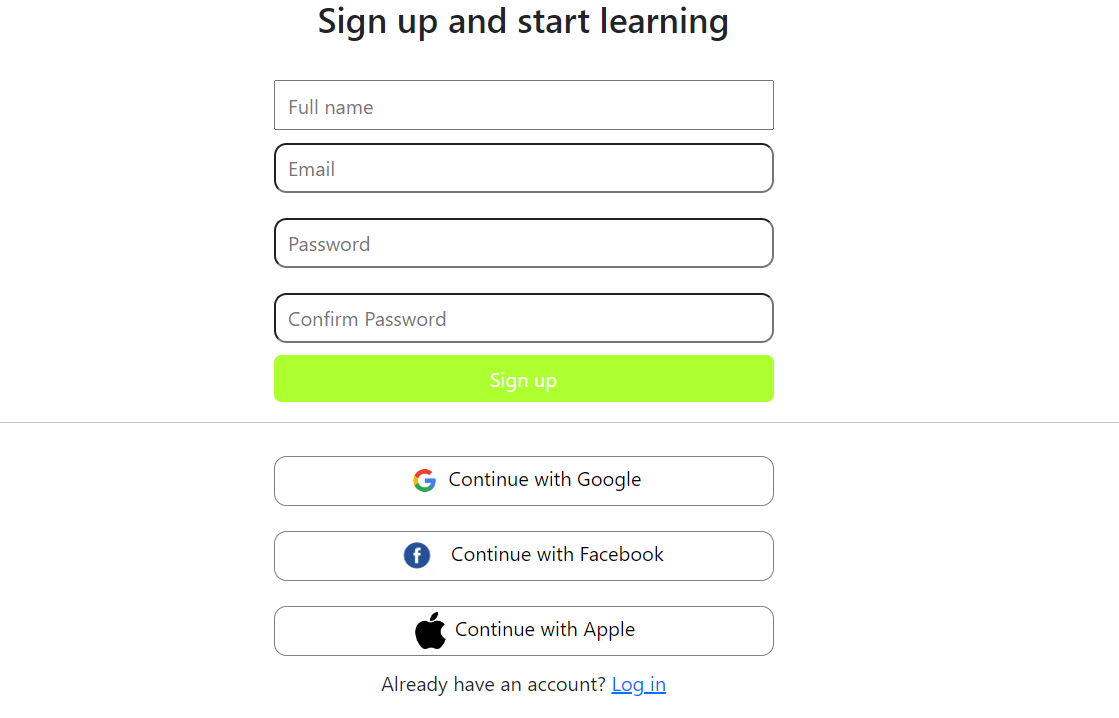 Sign up and start learning
Full name
Email
Password
Confirm Password
Sign up
Continue with Google
Continue with Facebook
Continue with Apple
Already have an account? Log in